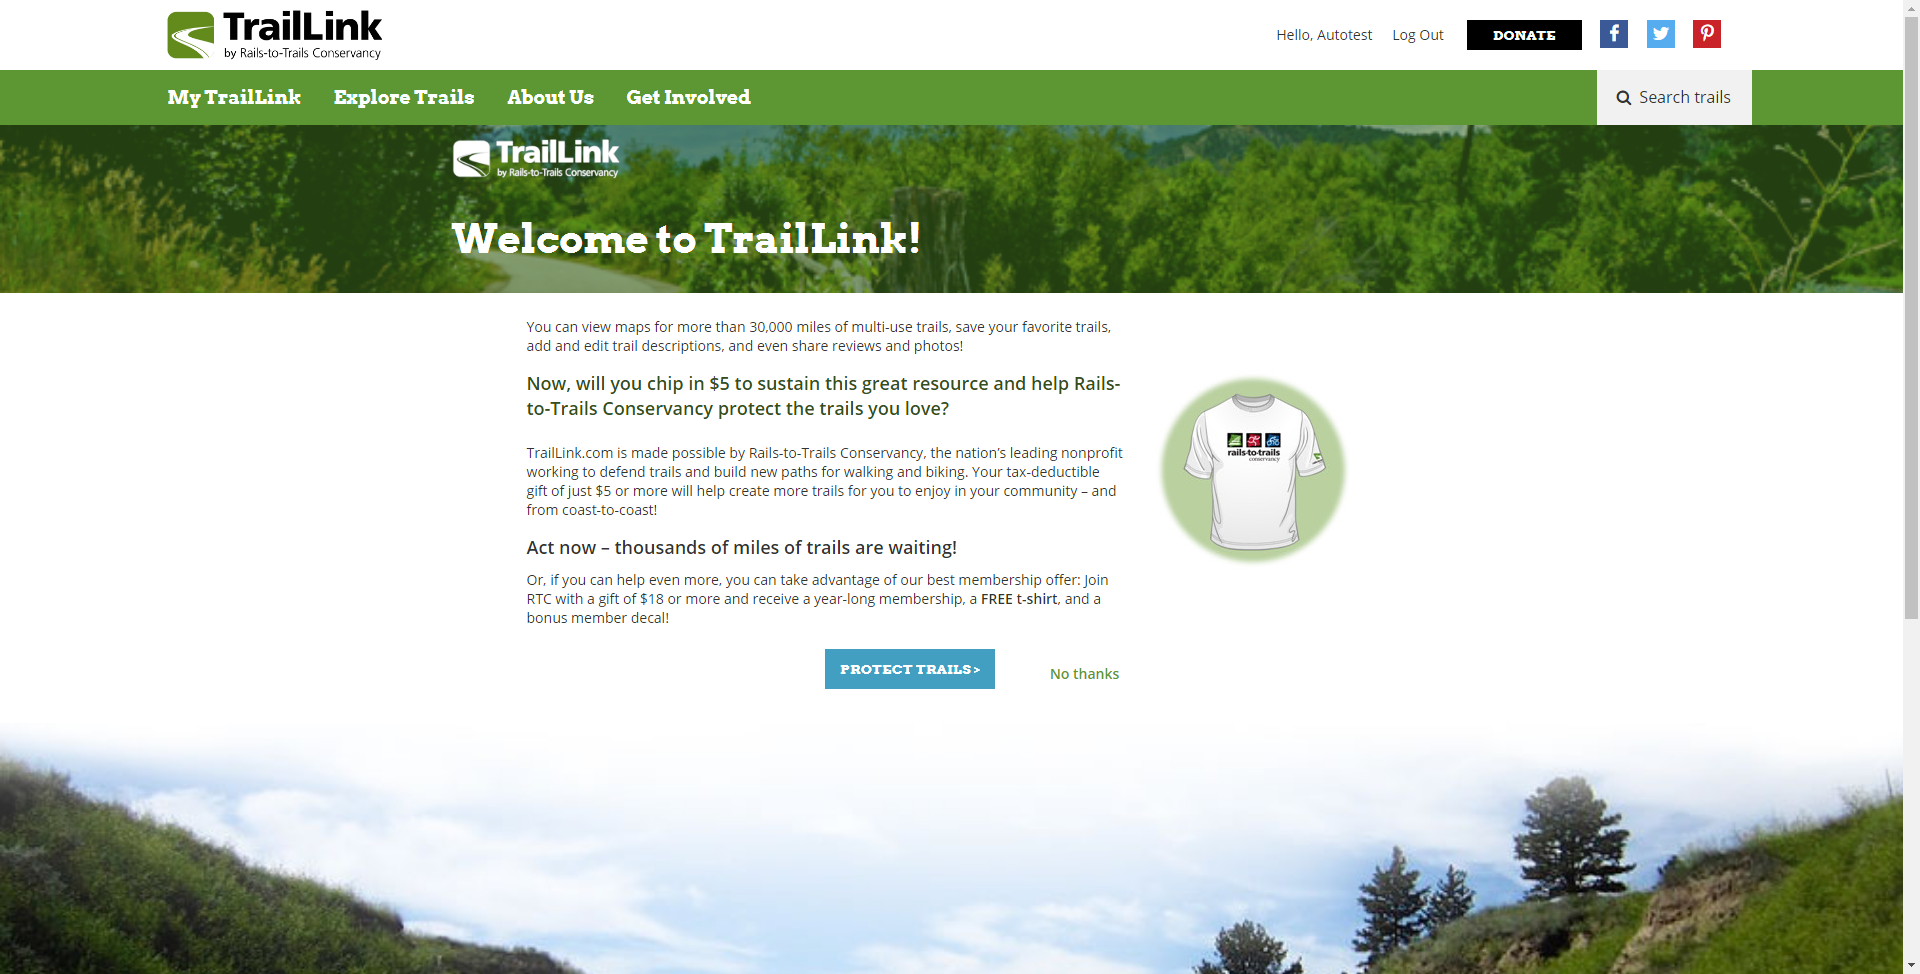 TrailLink
by Rails-to-Trails Conservancy
Hello, Autotest
Log Out
DONATE
My TrailLink
Explore Trails
About Us
Get Involved
Search trails
TrailLink
by Rails-to-Trails Conservancy
Welcome to TrailLink!
You can view maps for more than 30,000 miles of multi-use trails, save your favorite trails,
add and edit trail descriptions, and even share reviews and photos!
Now, will you chip in $5 to sustain this great resource and help Rails-
to-Trails Conservancy protect the trails you love?
TrailLink.com is made possible by Rails-to-Trails Conservancy, the nation’s leading nonprofit
working to defend trails and build new paths for walking and biking. Your tax-deductible
gift of just $5 or more will help create more trails for you to enjoy in your community – and
from coast-to-coast!
Act now – thousands of miles of trails are waiting!
Or, if you can help even more, you can take advantage of our best membership offer: Join
RTC with a gift of $18 or more and receive a year-long membership, a FREE t-shirt, and a
bonus member decal!
rails-to-trails
conservancy
PROTECT TRAILS >
No thanks